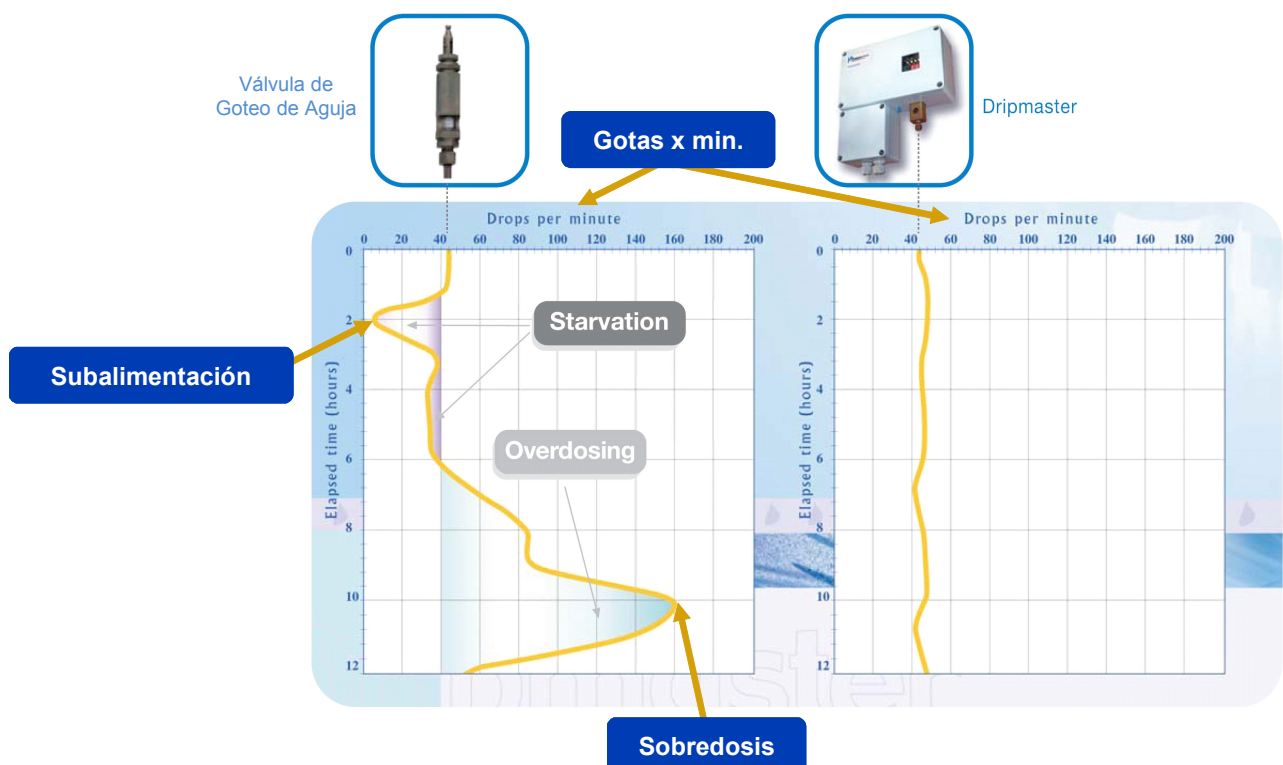 Válvula de
Goteo de Aguja
Dripmaster
Gotas x min.
Drops per minute
0 20 40 60 80 100 120 140 160 180 200
Drops per minute
0 20 40 60 80 100 120 140 160 180 200
Elapsed time (hours)
0
2
4
6
8
10
12
Starvation
Subalimentación
Overdosing
Elapsed time (hours)
0
2
4
6
8
10
12
Sobredosis